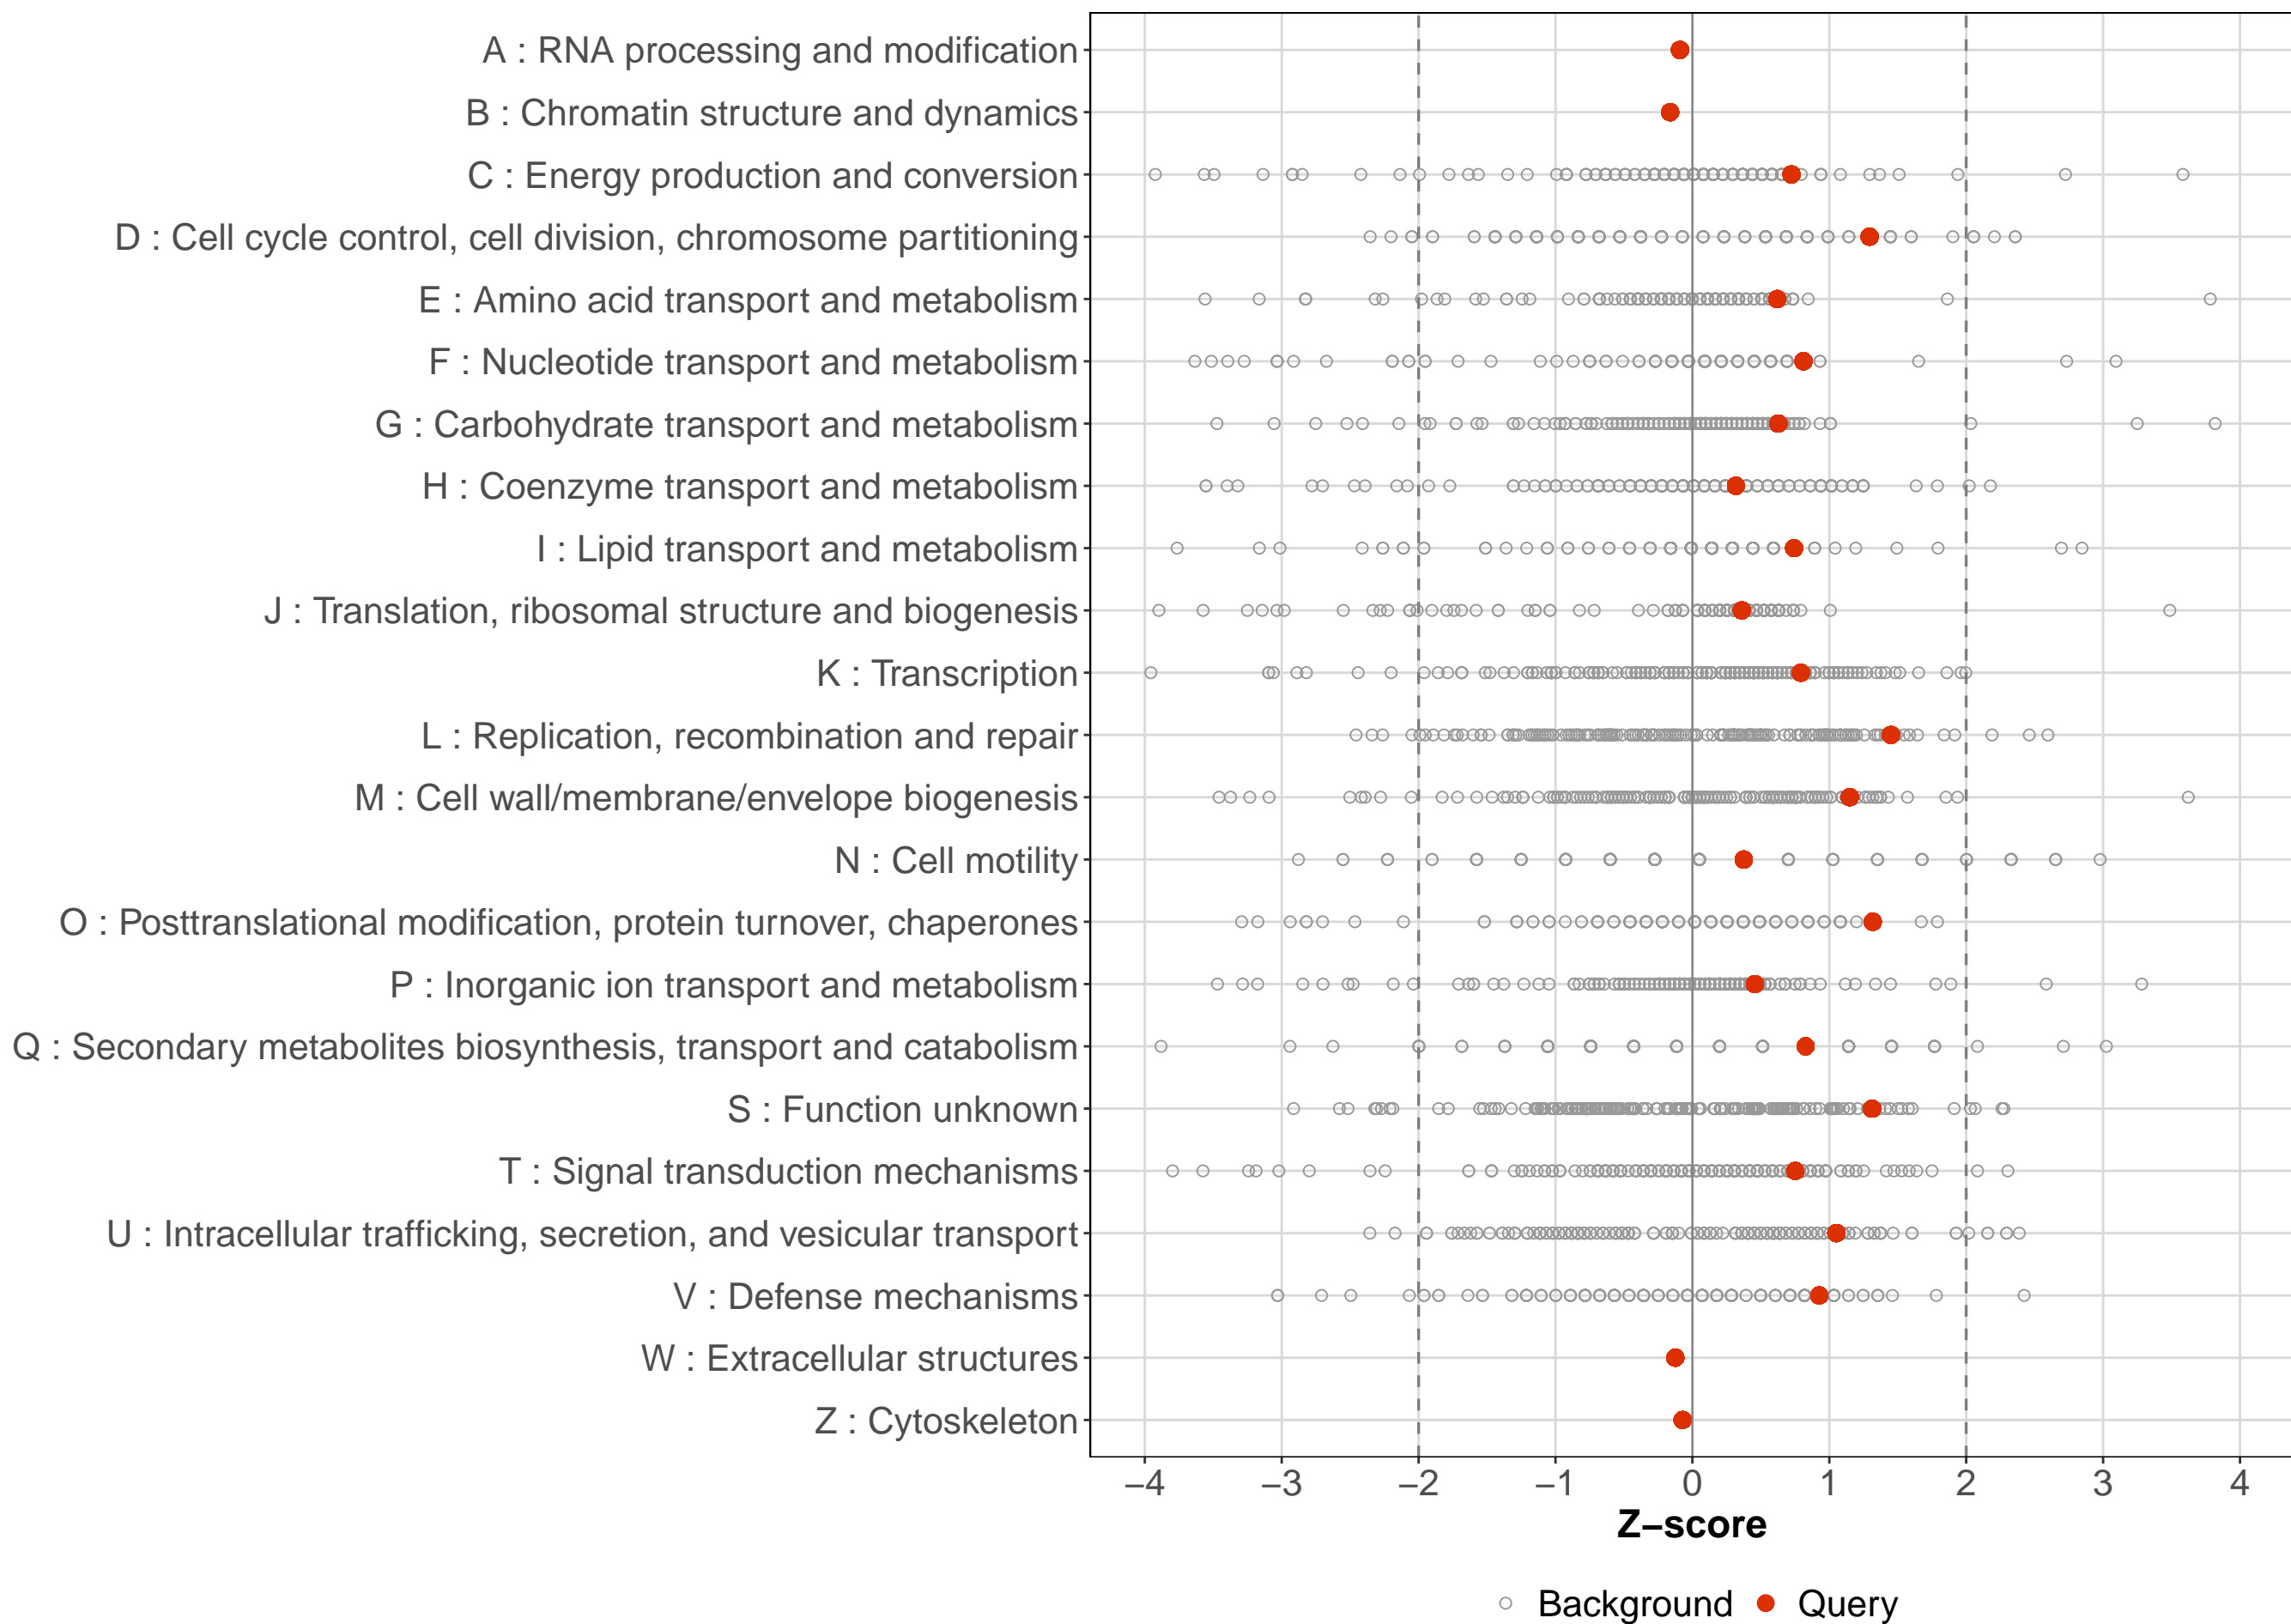 A : RNA processing and modification
B : Chromatin structure and dynamics
C : Energy production and conversion
D : Cell cycle control, cell division, chromosome partitioning
E : Amino acid transport and metabolism
F : Nucleotide transport and metabolism
G : Carbohydrate transport and metabolism
H : Coenzyme transport and metabolism
I : Lipid transport and metabolism
J : Translation, ribosomal structure and biogenesis
K : Transcription
L : Replication, recombination and repair
M : Cell wall/membrane/envelope biogenesis
N : Cell motility
O : Posttranslational modification, protein turnover, chaperones
P : Inorganic ion transport and metabolism
Q : Secondary metabolites biosynthesis, transport and catabolism
S : Function unknown
T : Signal transduction mechanisms
U : Intracellular trafficking, secretion, and vesicular transport
V : Defense mechanisms
W : Extracellular structures
Z : Cytoskeleton
−4 −3 −2 −1 0 1 2 3 4
Z−score
Background Query